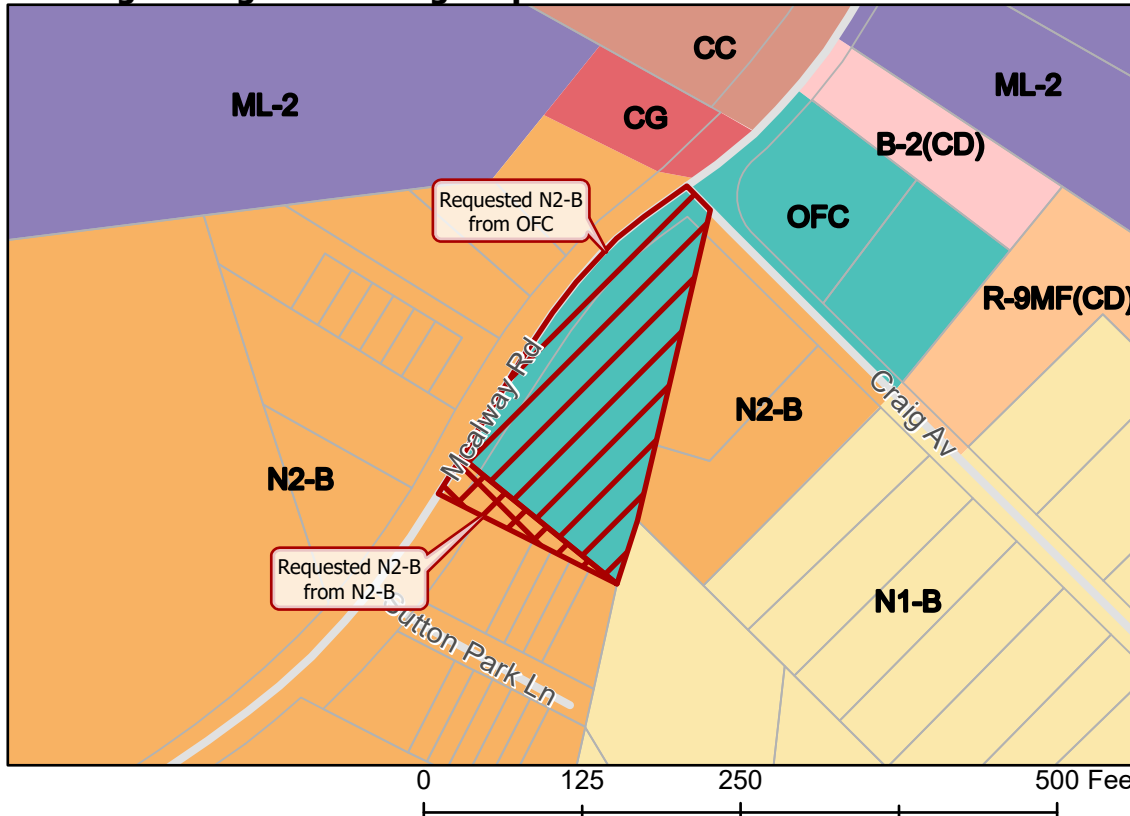 CC
ML-2
ML-2
CG
B-2(CD)
Requested N2-B
from OFC
OFC
R-9MF(CD)
Mcalway Rd
Craig Av
N2-B
N2-B
Requested N2-B
from N2-B
N1-B
Sutton Park Ln
0 125 250 500 Fee